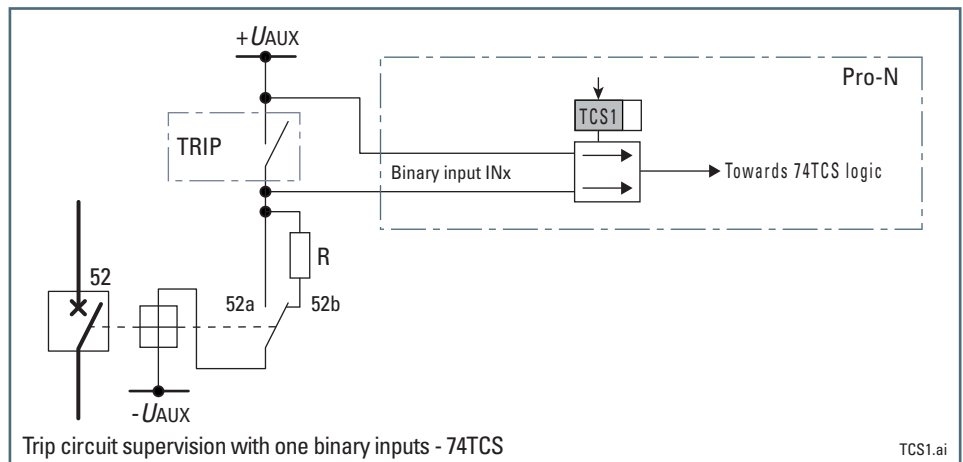 +UAUX
Pro-N
TCS1
TRIP
Binary input INx
Towards 74TCS logic
R
52
52a
52b
-UAUX
Trip circuit supervision with one binary inputs - 74TCS
TCS1.ai